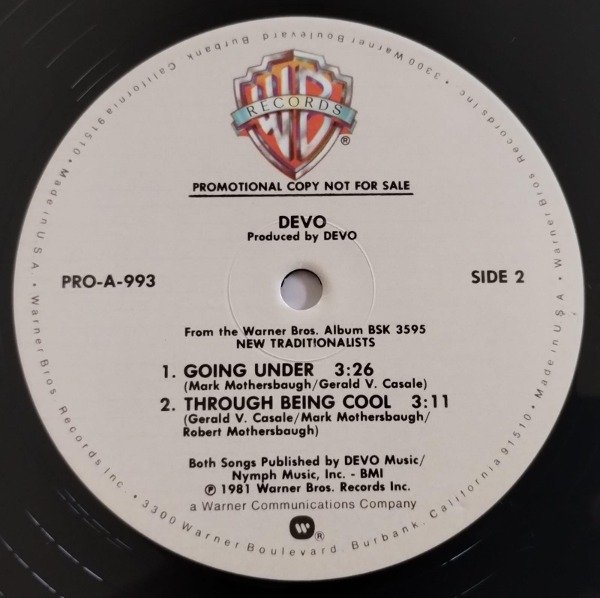 WB
RECORDS
®
PROMOTIONAL COPY NOT FOR SALE
DEVO
Produced by DEVO
PRO-A-993
SIDE 2
From the Warner Bros. Album BSK 3595
NEW TRADITIONALISTS
1. GOING UNDER 3:26
(Mark Mothersbaugh/Gerald V. Casale)
2. THROUGH BEING COOL 3:11
(Gerald V. Casale/Mark Mothersbaugh/
Robert Mothersbaugh)
Both Songs Published by DEVO Music/
Nymph Music, Inc. - BMI
℗ 1981 Warner Bros. Records Inc.
a Warner Communications Company
W ®
Warner Bros Records Inc. • 3300 Warner Boulevard, Burbank, California 91510 • Made in U.S.A. • Warner Bros Records Inc. • 3300 Warner Boulevard Burbank, California 91510 • Made in U.S.A. •